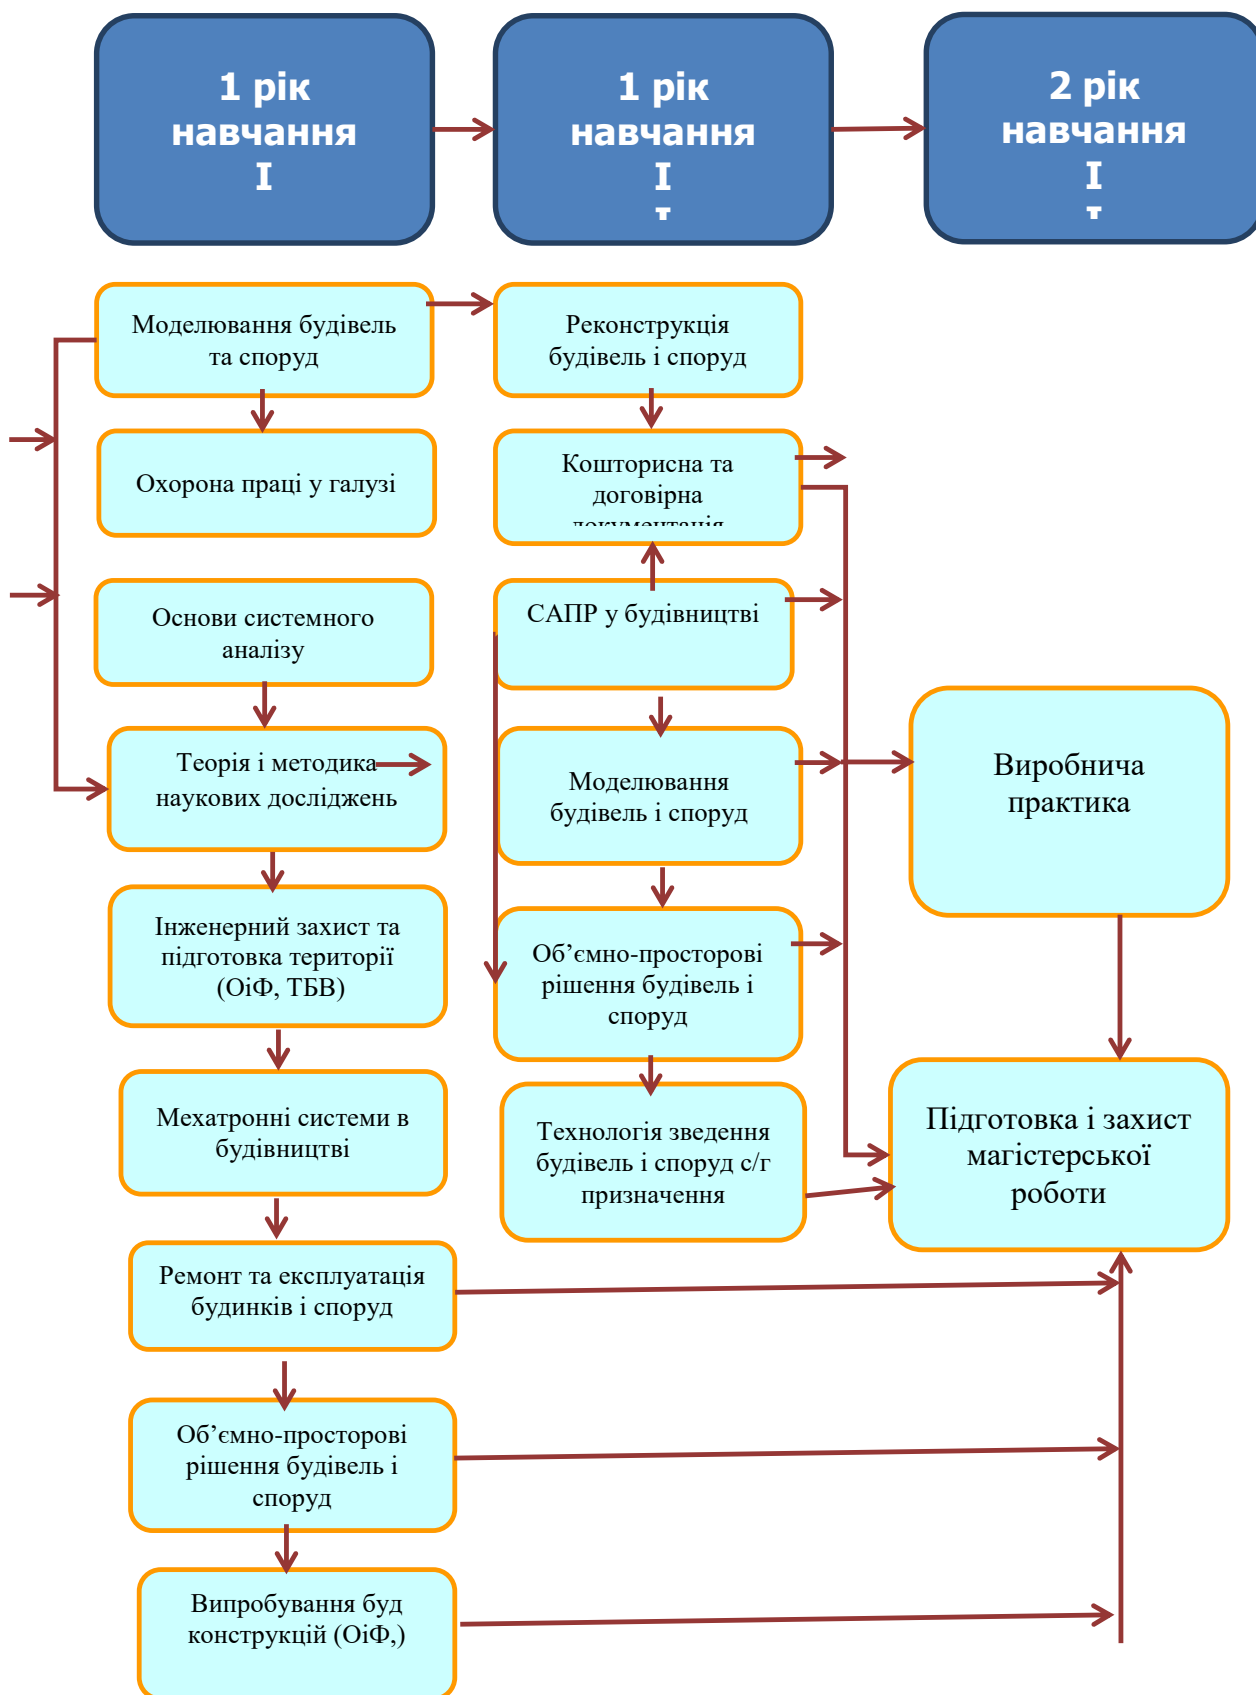 1 рік
навчання
І
1 рік
навчання
І
2 рік
навчання
І
Моделювання будівель
та споруд
Охорона праці у галузі
Основи системного
аналізу
Теорія і методика
наукових досліджень
Інженерний захист та
підготовка території
(ОіФ, ТБВ)
Мехатронні системи в
будівництві
Ремонт та експлуатація
будинків і споруд
Об’ємно-просторові
рішення будівель і
споруд
Випробування буд
конструкцій (ОіФ,)
Реконструкція
будівель і споруд
Кошторисна та
договірна
документація
САПР у будівництві
Моделювання
будівель і споруд
Об’ємно-просторові
рішення будівель і
споруд
Технологія зведення
будівель і споруд с/г
призначення
Виробнича
практика
Підготовка і захист
магістерської
роботи